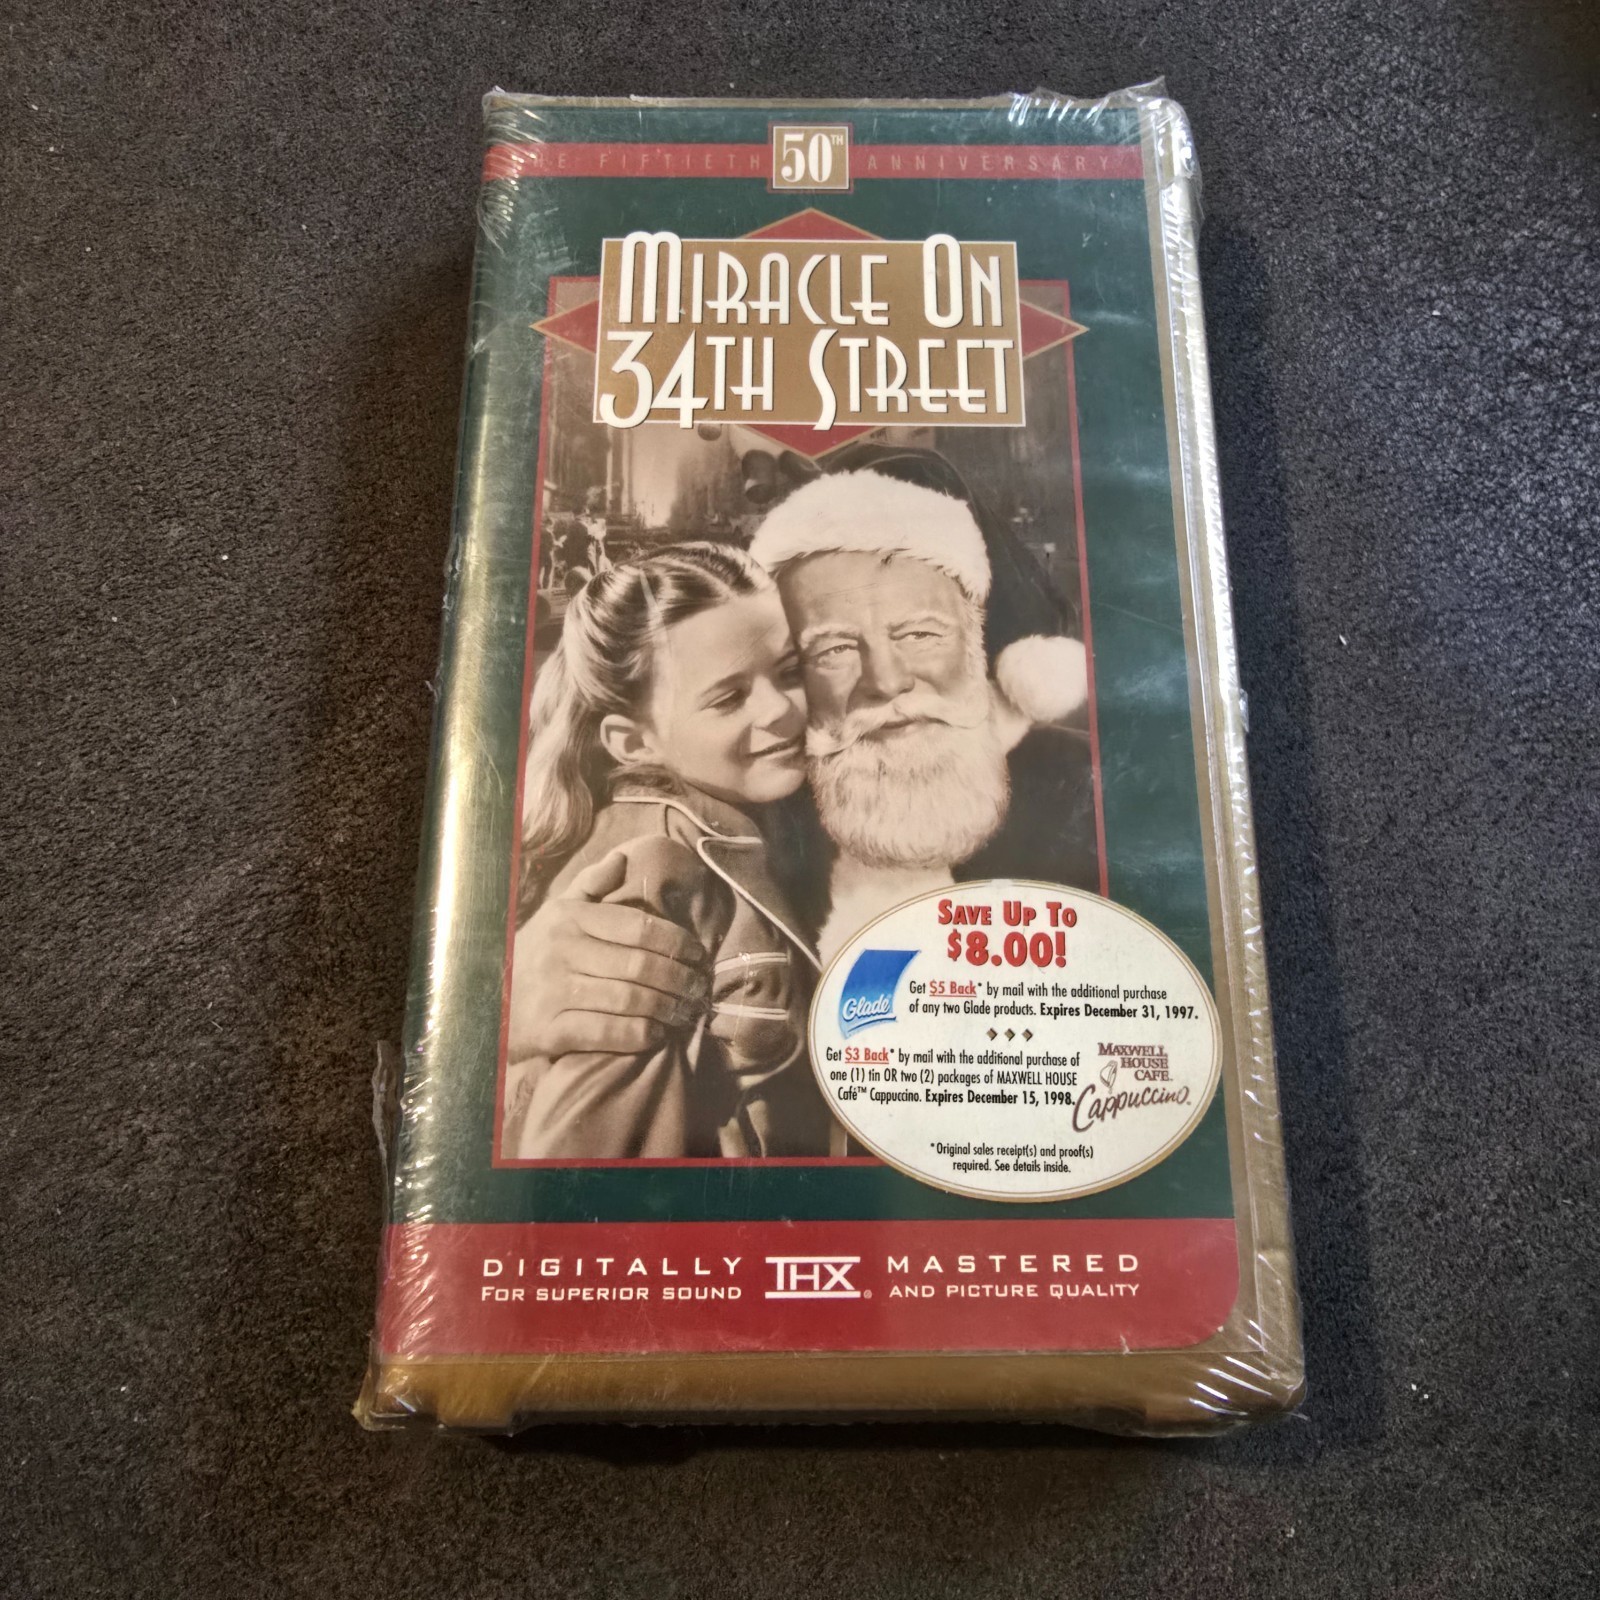 THE FIFTIETH 50TH ANNIVERSARY
MIRACLE ON
34TH STREET
SAVE UP TO
$8.00!
Glade®
Get $5 Back* by mail with the additional purchase
of any two Glade products. Expires December 31, 1997.
Get $3 Back* by mail with the additional purchase of
one (1) tin OR two (2) packages of MAXWELL HOUSE
Café™ Cappuccino. Expires December 15, 1998.
MAXWELL
HOUSE
CAFE.
Cappuccino.
*Original sales receipt(s) and proof(s)
required. See details inside.
DIGITALLY THX® MASTERED
FOR SUPERIOR SOUND AND PICTURE QUALITY